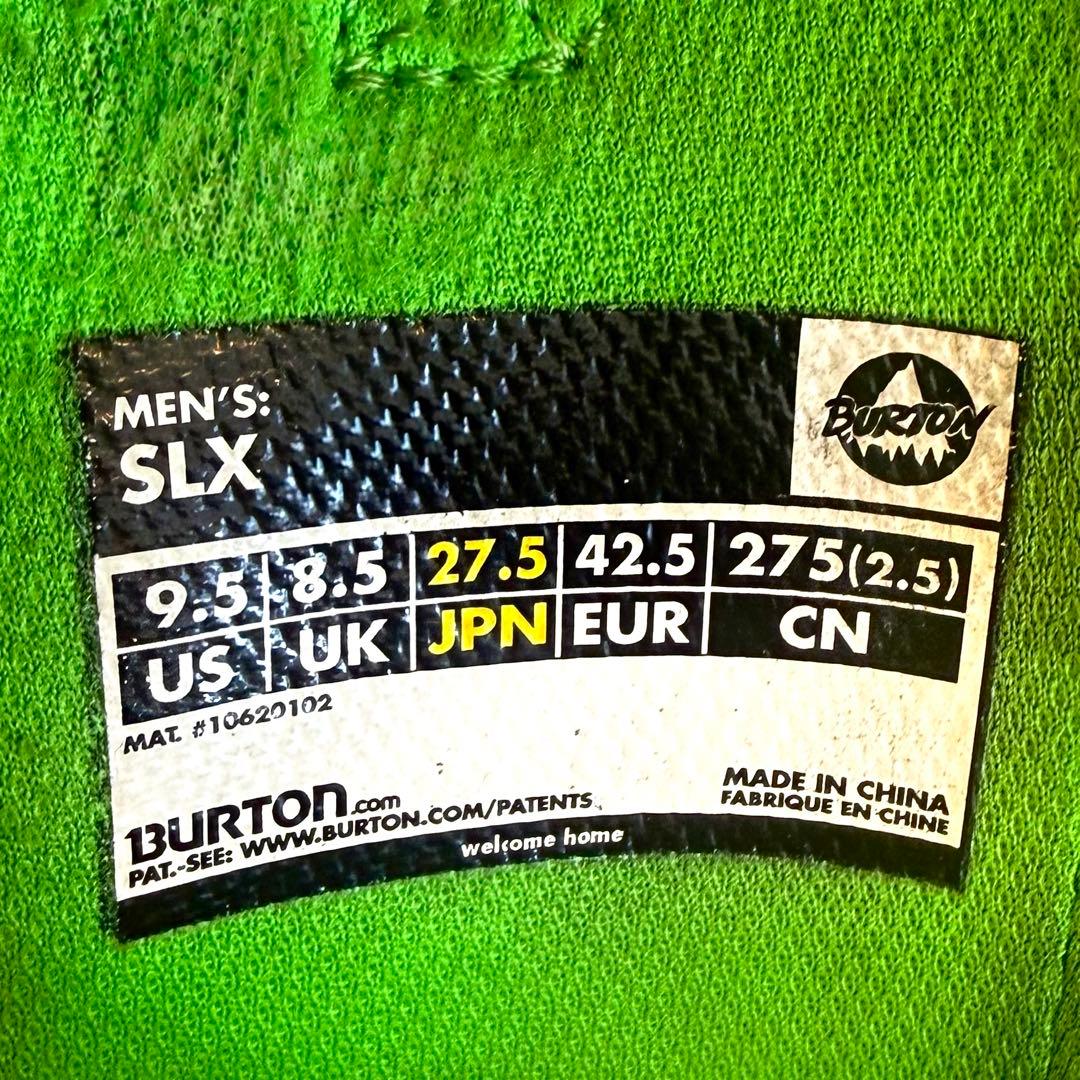 MEN'S:
SLX
BURTON
9.5 8.5 27.5 42.5 275(2.5)
US UK JPN EUR CN
MAT. #10620102
BURTON.com
PAT.-SEE: WWW.BURTON.COM/PATENTS
MADE IN CHINA
FABRIQUE EN CHINE
welcome home